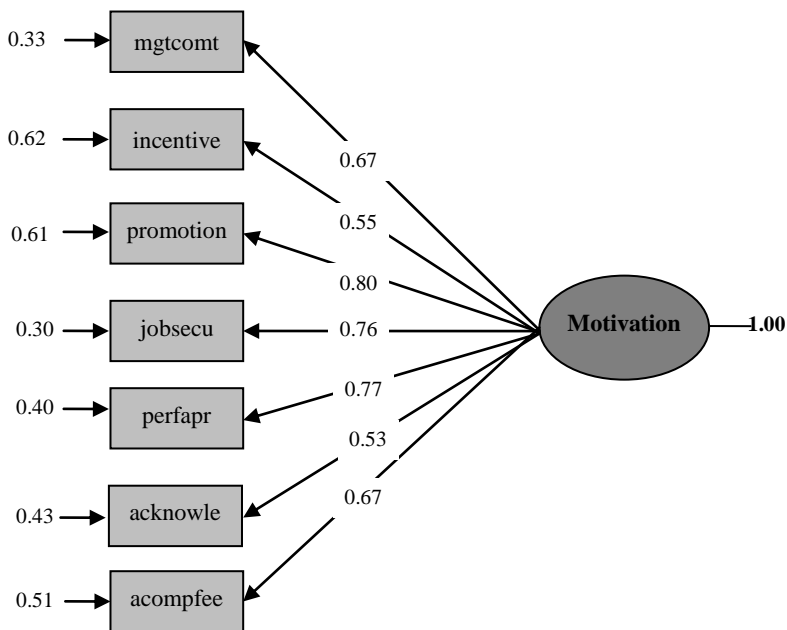 0.33
mgtcomt
0.62
incentive
0.67
0.61
promotion
0.55
0.80
0.30
jobsecu
0.76
Motivation
1.00
0.40
perfapr
0.77
0.53
0.43
acknowle
0.67
0.51
acompfee